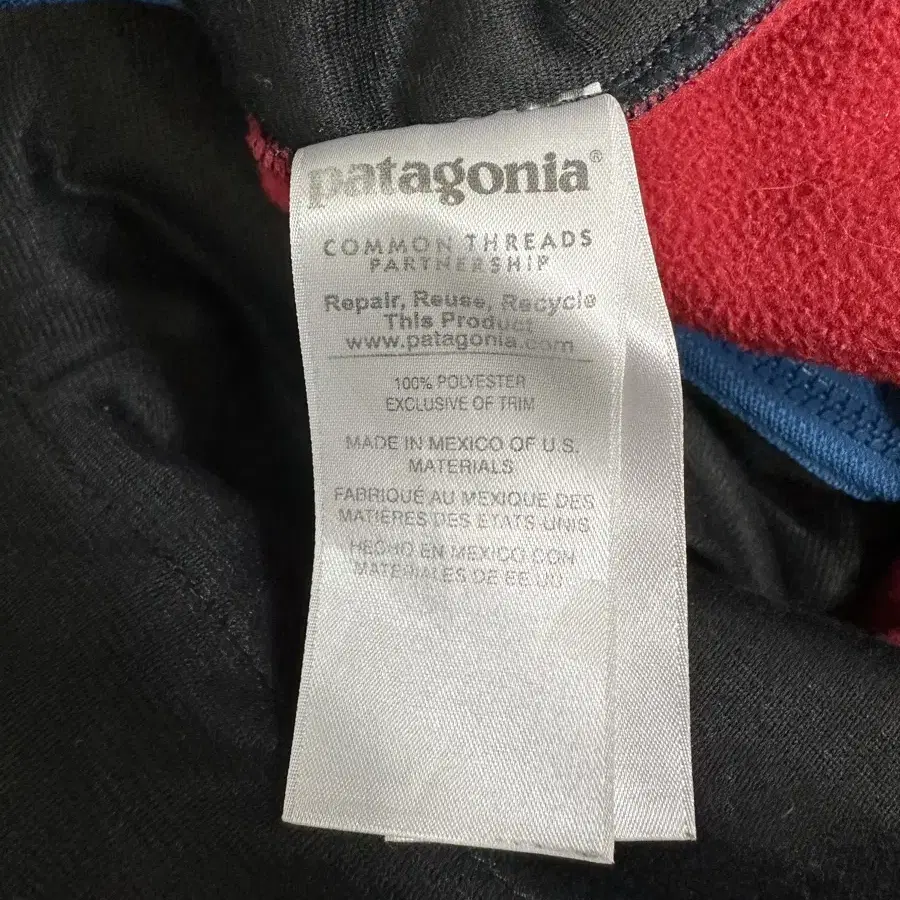 patagonia®
COMMON THREADS
PARTNERSHIP
Repair, Reuse, Recycle
This Product
www.patagonia.com
100% POLYESTER
EXCLUSIVE OF TRIM
MADE IN MEXICO OF U.S.
MATERIALS
FABRIQUÉ AU MEXIQUE DES
MATIÈRES DES ÉTATS-UNIS
HECHO EN MEXICO CON
MATERIALES DE EE.UU